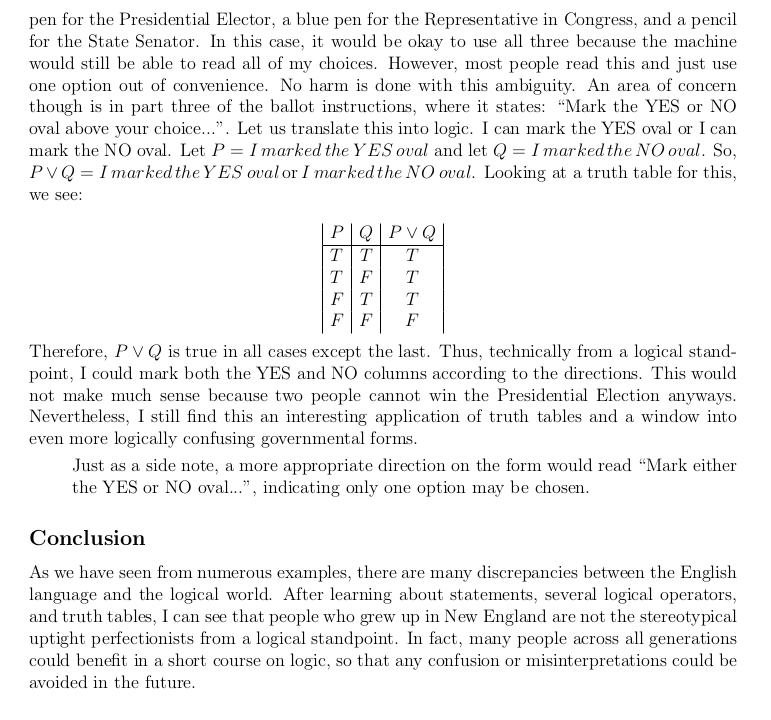 pen for the Presidential Elector, a blue pen for the Representative in Congress, and a pencil
for the State Senator. In this case, it would be okay to use all three because the machine
would still be able to read all of my choices. However, most people read this and just use
one option out of convenience. No harm is done with this ambiguity. An area of concern
though is in part three of the ballot instructions, where it states: “Mark the YES or NO
oval above your choice...”. Let us translate this into logic. I can mark the YES oval or I can
mark the NO oval. Let P = I marked the YES oval and let Q = I marked the NO oval. So,
P ∨ Q = I marked the YES oval or I marked the NO oval. Looking at a truth table for this,
we see:
P Q P ∨ Q
T T T
T F T
F T T
F F F
Therefore, P ∨ Q is true in all cases except the last. Thus, technically from a logical stand-
point, I could mark both the YES and NO columns according to the directions. This would
not make much sense because two people cannot win the Presidential Election anyways.
Nevertheless, I still find this an interesting application of truth tables and a window into
even more logically confusing governmental forms.
Just as a side note, a more appropriate direction on the form would read “Mark either
the YES or NO oval...”, indicating only one option may be chosen.
Conclusion
As we have seen from numerous examples, there are many discrepancies between the English
language and the logical world. After learning about statements, several logical operators,
and truth tables, I can see that people who grew up in New England are not the stereotypical
uptight perfectionists from a logical standpoint. In fact, many people across all generations
could benefit in a short course on logic, so that any confusion or misinterpretations could be
avoided in the future.